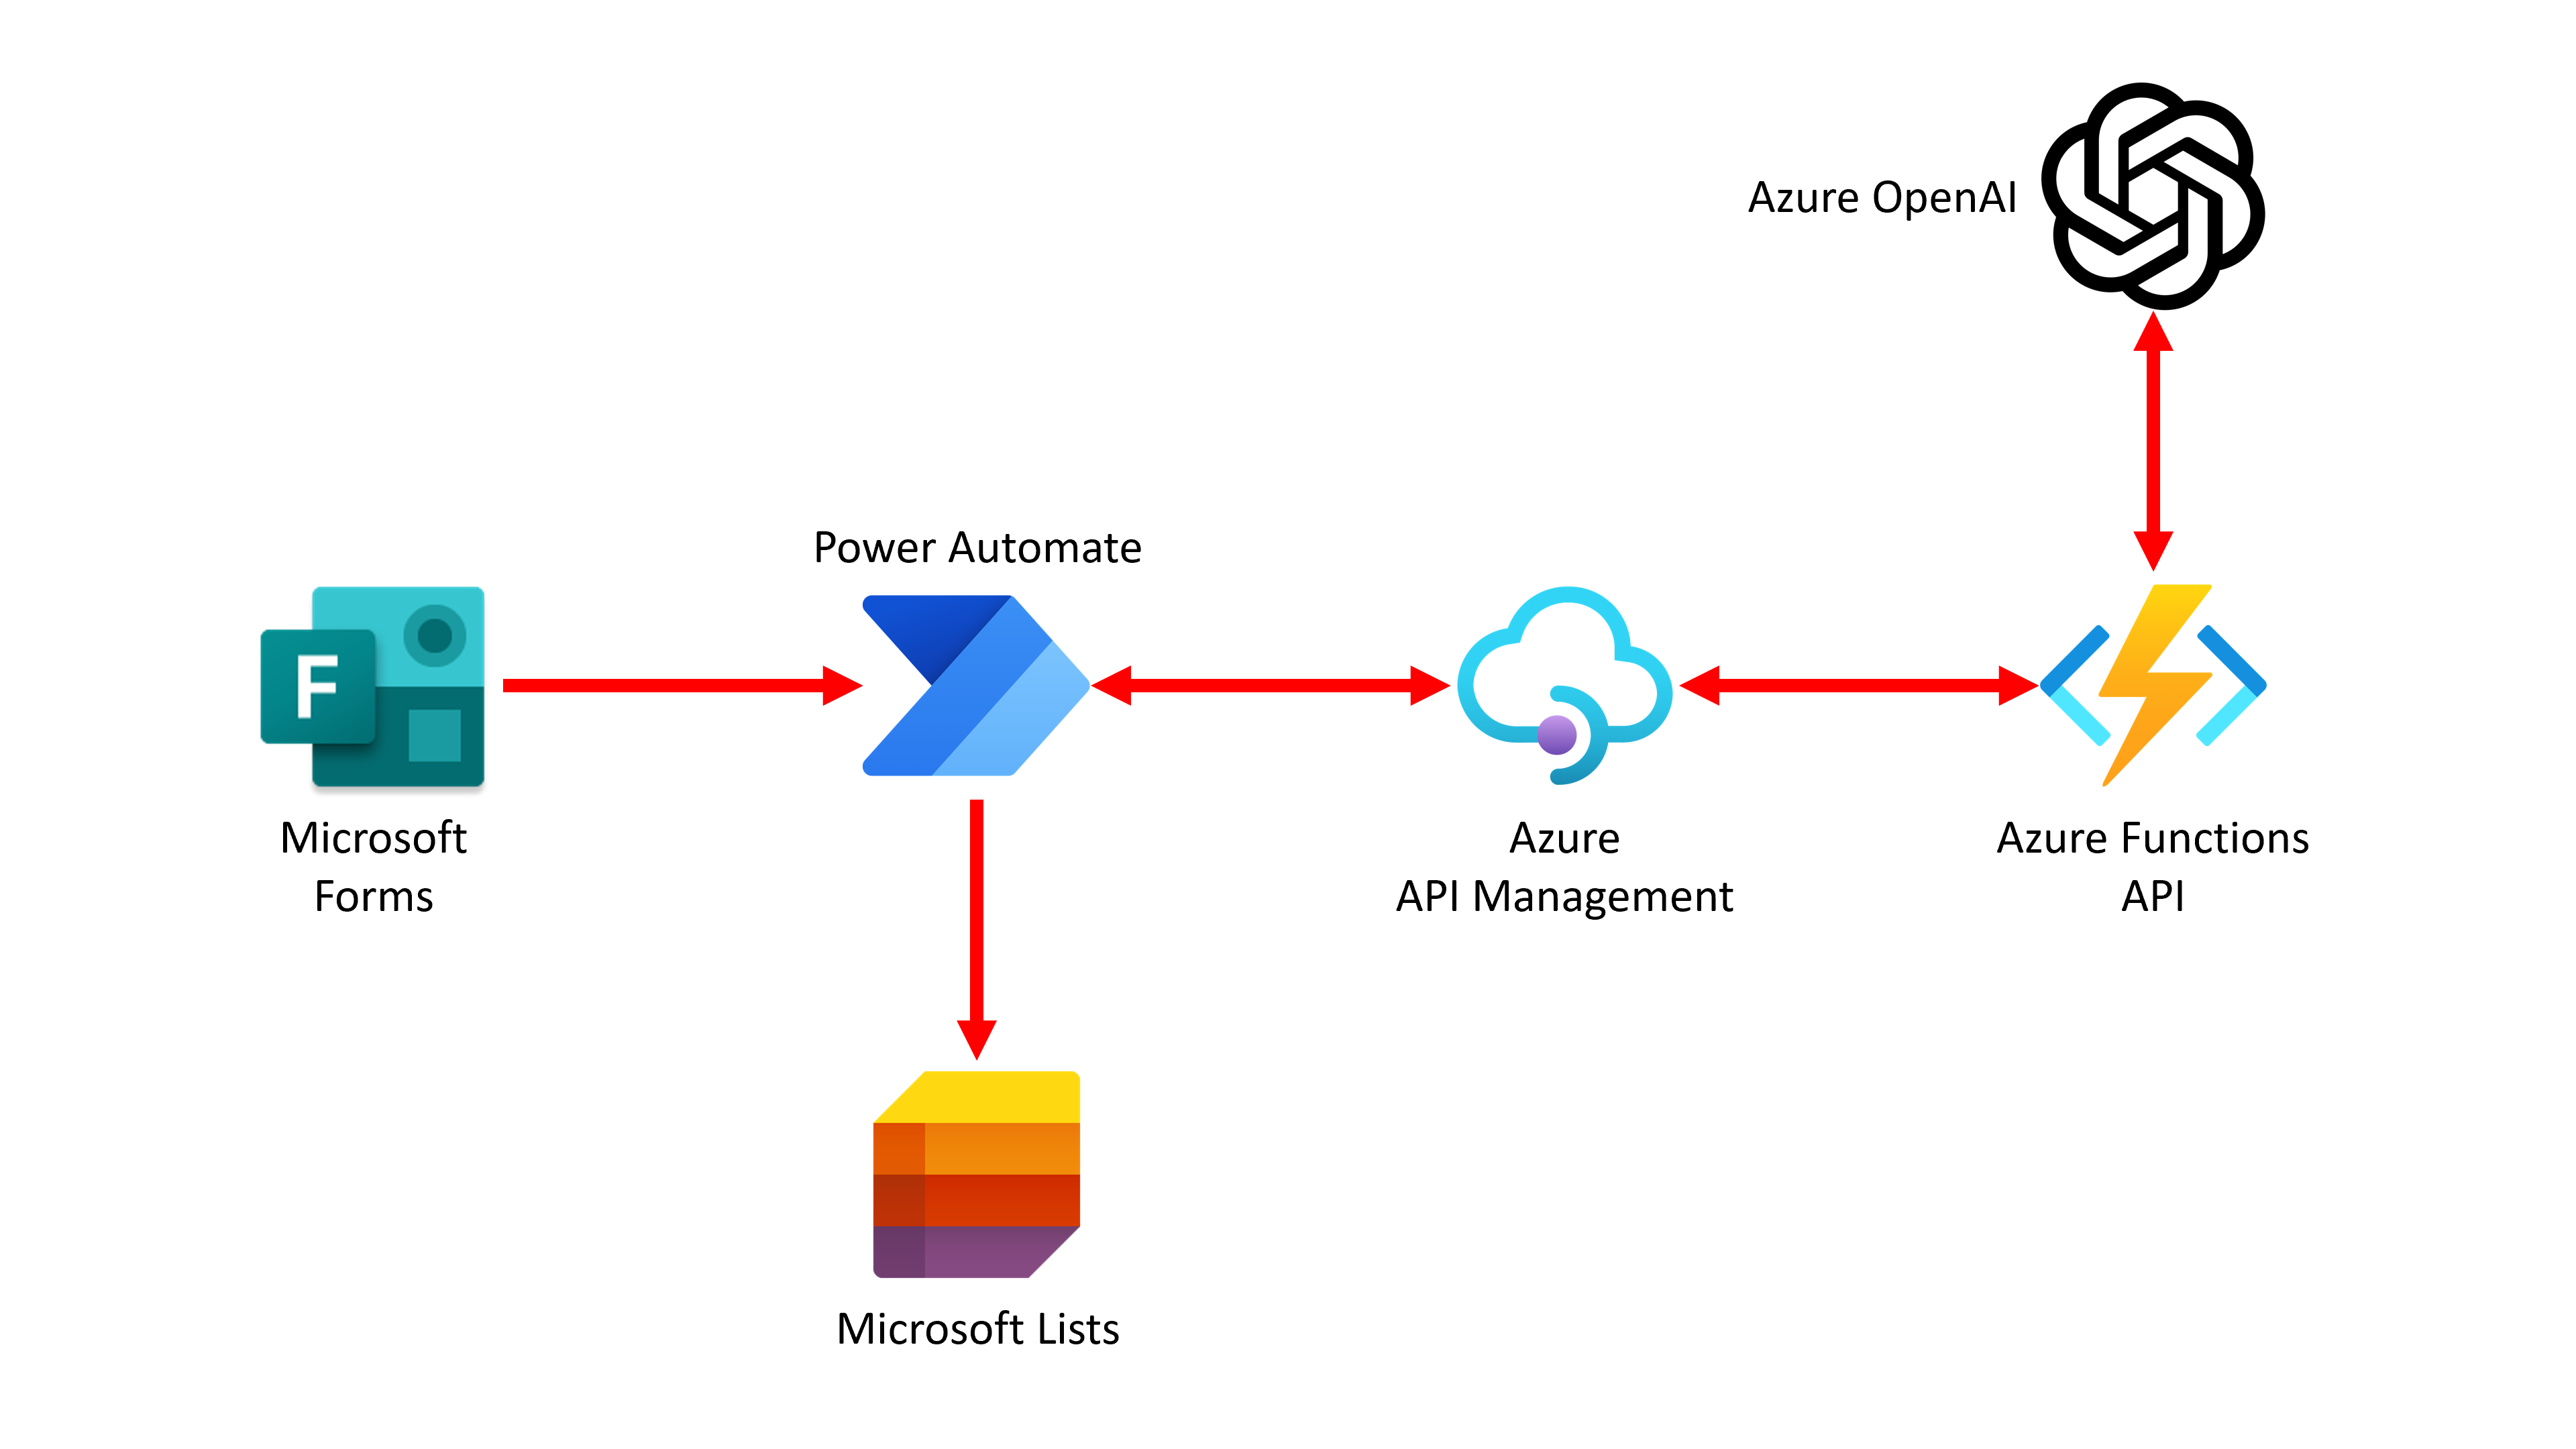 Azure OpenAI
Power Automate
F
Microsoft
Forms
Azure
API Management
Azure Functions
API
Microsoft Lists